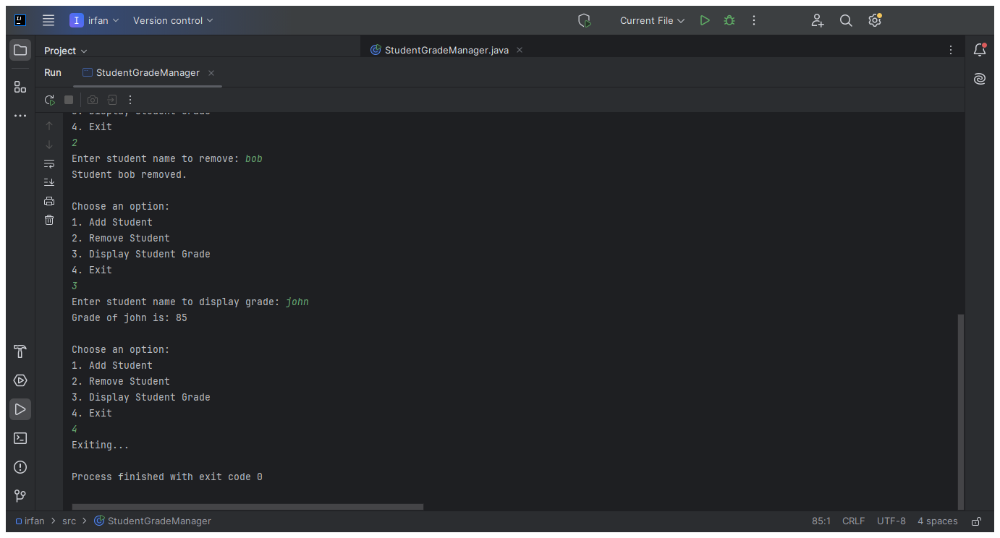 I irfan Version control Current File
Project StudentGradeManager.java
Run StudentGradeManager
3. Display Student Grade
4. Exit
2
Enter student name to remove: bob
Student bob removed.
Choose an option:
1. Add Student
2. Remove Student
3. Display Student Grade
4. Exit
3
Enter student name to display grade: john
Grade of john is: 85
Choose an option:
1. Add Student
2. Remove Student
3. Display Student Grade
4. Exit
4
Exiting...
Process finished with exit code 0
irfan > src > StudentGradeManager 85:1 CRLF UTF-8 4 spaces